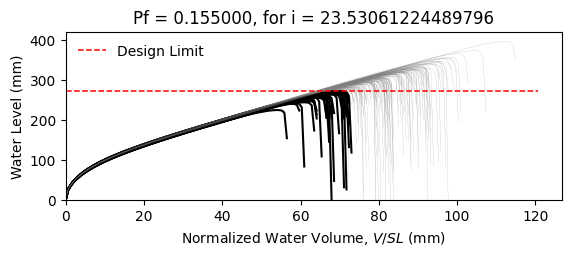 Pf = 0.155000, for i = 23.53061224489796
Design Limit
Water Level (mm)
400
300
200
100
0
0 20 40 60 80 100 120
Normalized Water Volume, V/SL (mm)